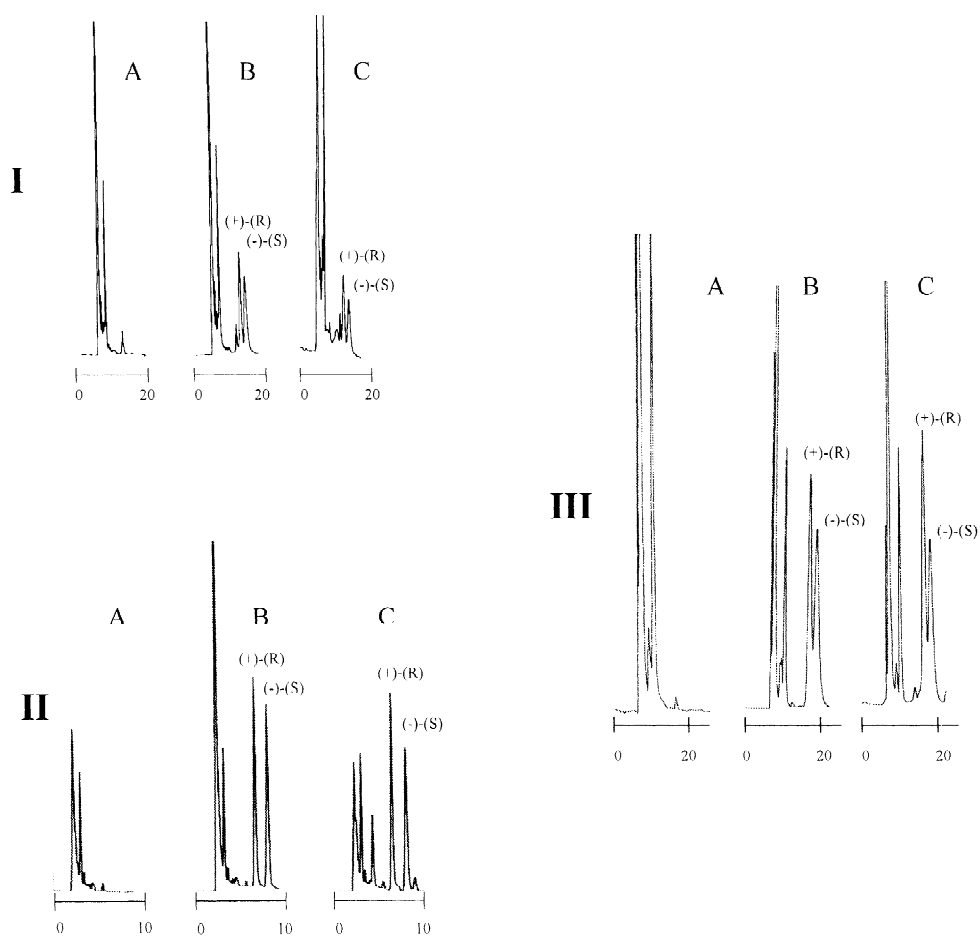 I
A
B
C
(+)-(R)
(-)-(S)
(+)-(R)
(-)-(S)
0 20
0 20
0 20
II
A
B
C
(+)-(R)
(-)-(S)
(+)-(R)
(-)-(S)
0 10
0 10
0 10
III
A
B
C
(+)-(R)
(-)-(S)
(+)-(R)
(-)-(S)
0 20
0 20
0 20